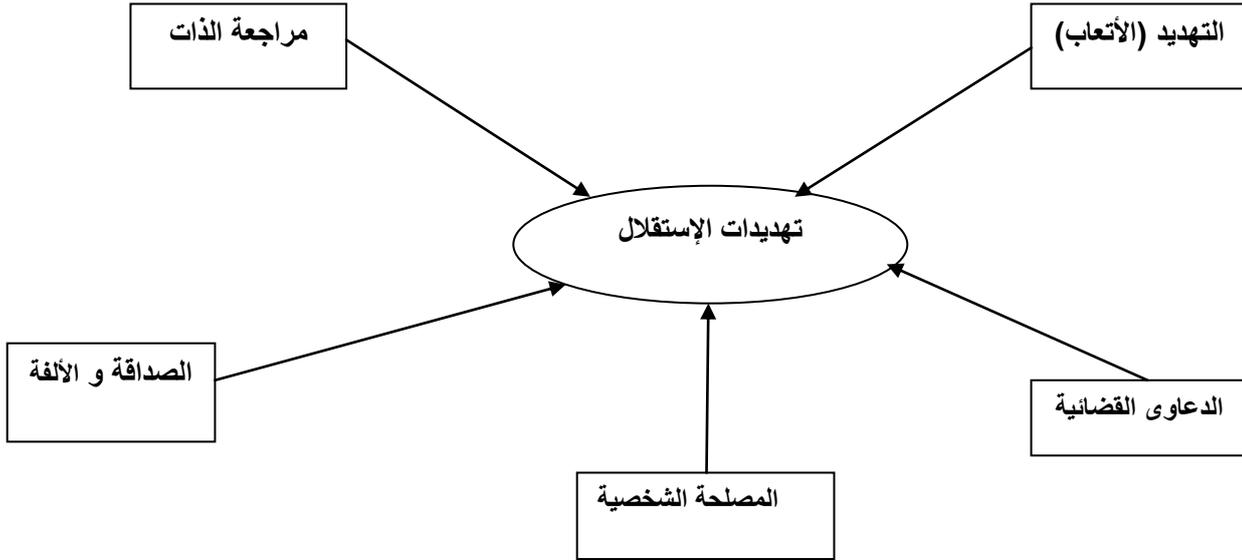 التهديد (الأتعاب)
مراجعة الذات
تهديدات الإستقلال
الصداقة و الألفة
الدعاوى القضائية
المصلحة الشخصية